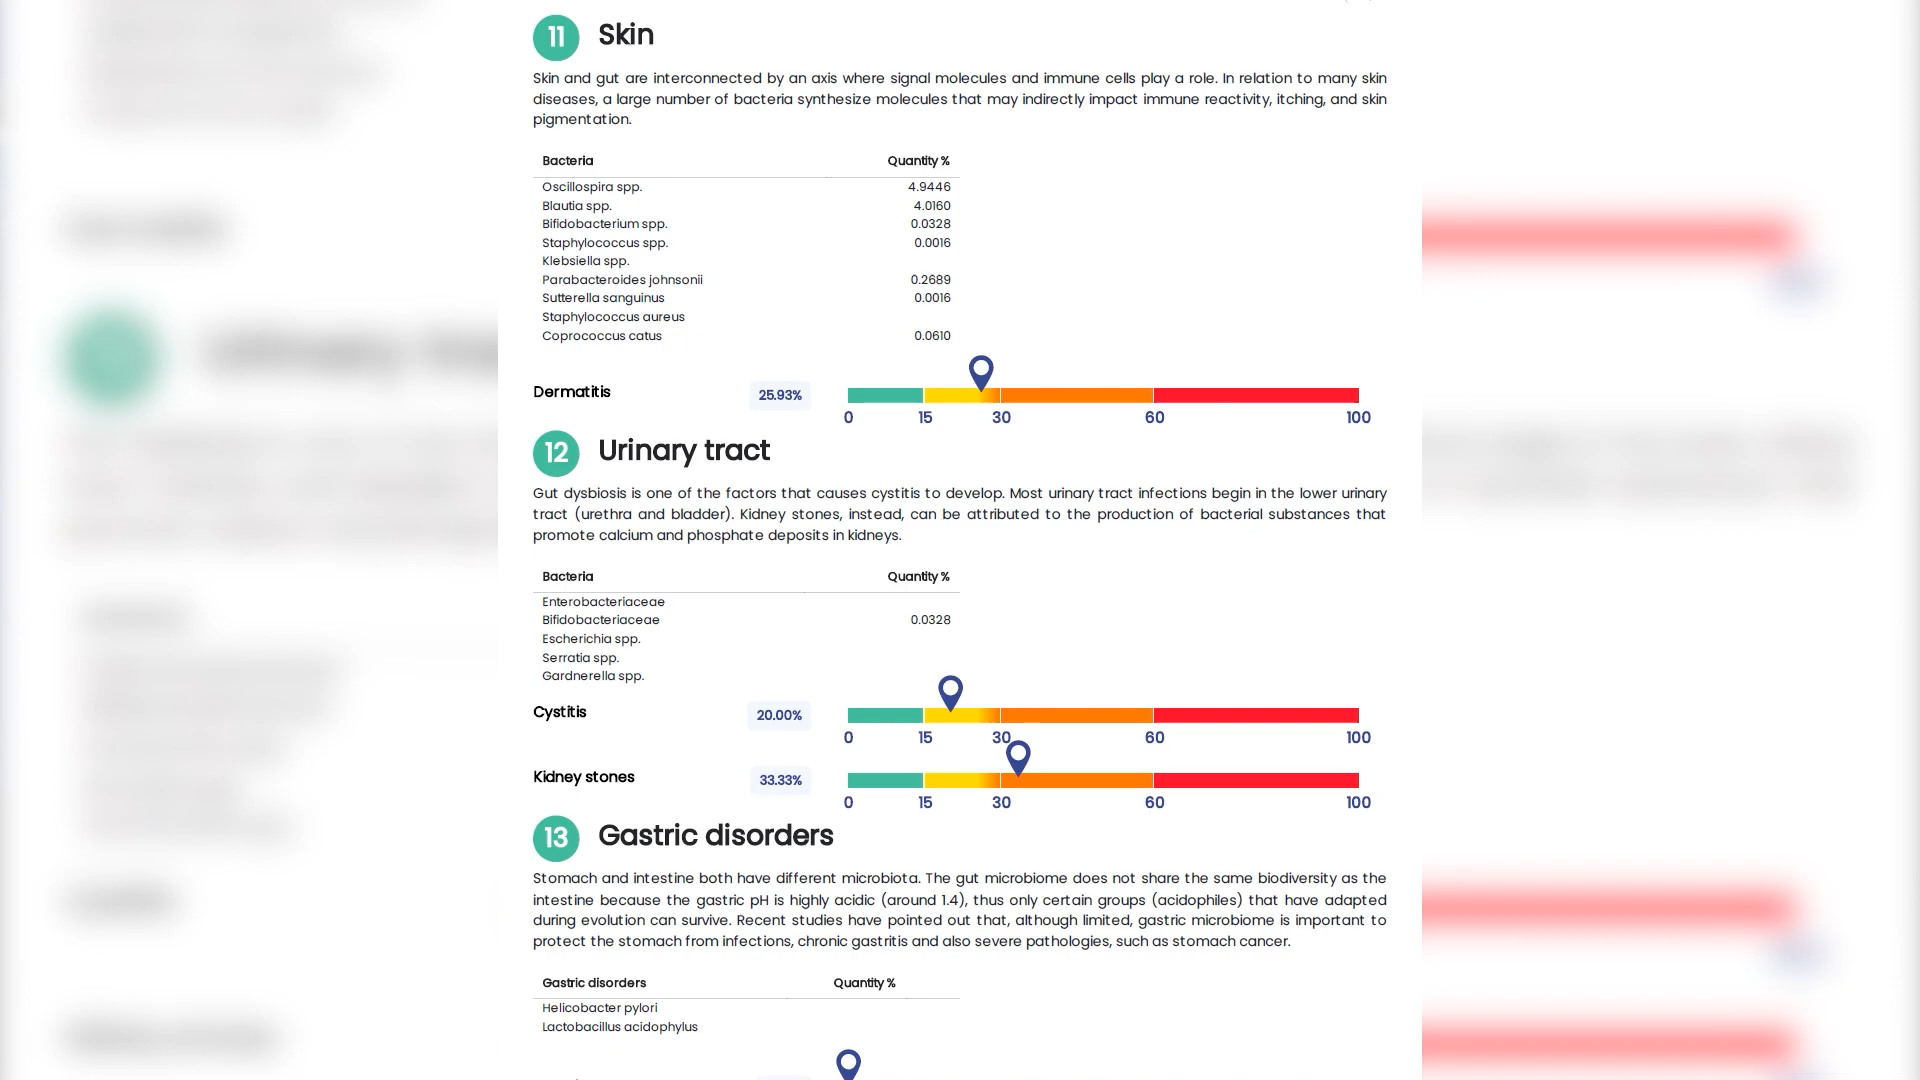 11 Skin
Skin and gut are interconnected by an axis where signal molecules and immune cells play a role. In relation to many skin
diseases, a large number of bacteria synthesize molecules that may indirectly impact immune reactivity, itching, and skin
pigmentation.
Bacteria Quantity %
Oscillospira spp. 4.9446
Blautia spp. 4.0160
Bifidobacterium spp. 0.0328
Staphylococcus spp. 0.0016
Klebsiella spp.
Parabacteroides johnsonii 0.2689
Sutterella sanguinus 0.0016
Staphylococcus aureus
Coprococcus catus 0.0610
Dermatitis 25.93%
0 15 30 60 100
12 Urinary tract
Gut dysbiosis is one of the factors that causes cystitis to develop. Most urinary tract infections begin in the lower urinary
tract (urethra and bladder). Kidney stones, instead, can be attributed to the production of bacterial substances that
promote calcium and phosphate deposits in kidneys.
Bacteria Quantity %
Enterobacteriaceae
Bifidobacteriaceae 0.0328
Escherichia spp.
Serratia spp.
Gardnerella spp.
Cystitis 20.00%
0 15 30 60 100
Kidney stones 33.33%
0 15 30 60 100
13 Gastric disorders
Stomach and intestine both have different microbiota. The gut microbiome does not share the same biodiversity as the
intestine because the gastric pH is highly acidic (around 1.4), thus only certain groups (acidophiles) that have adapted
during evolution can survive. Recent studies have pointed out that, although limited, gastric microbiome is important to
protect the stomach from infections, chronic gastritis and also severe pathologies, such as stomach cancer.
Gastric disorders Quantity %
Helicobacter pylori
Lactobacillus acidophylus